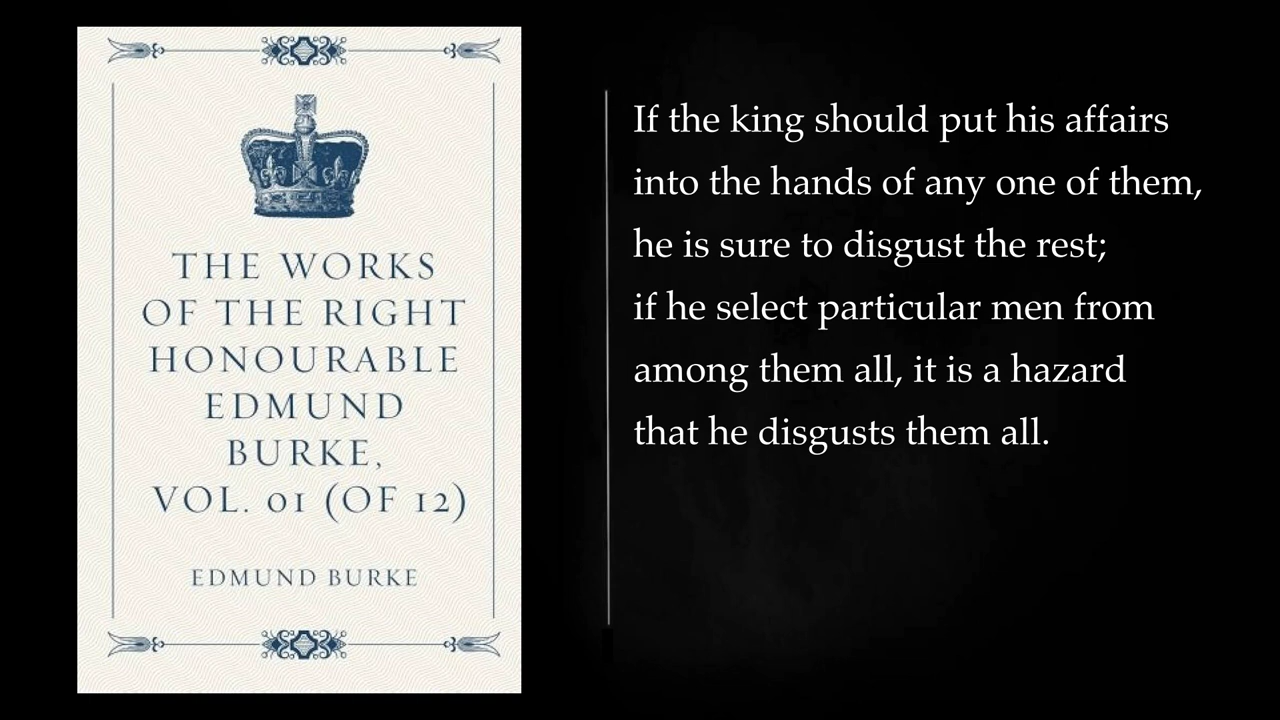 THE WORKS
OF THE RIGHT
HONOURABLE
EDMUND
BURKE,
VOL. 01 (OF 12)
EDMUND BURKE
If the king should put his affairs
into the hands of any one of them,
he is sure to disgust the rest;
if he select particular men from
among them all, it is a hazard
that he disgusts them all.